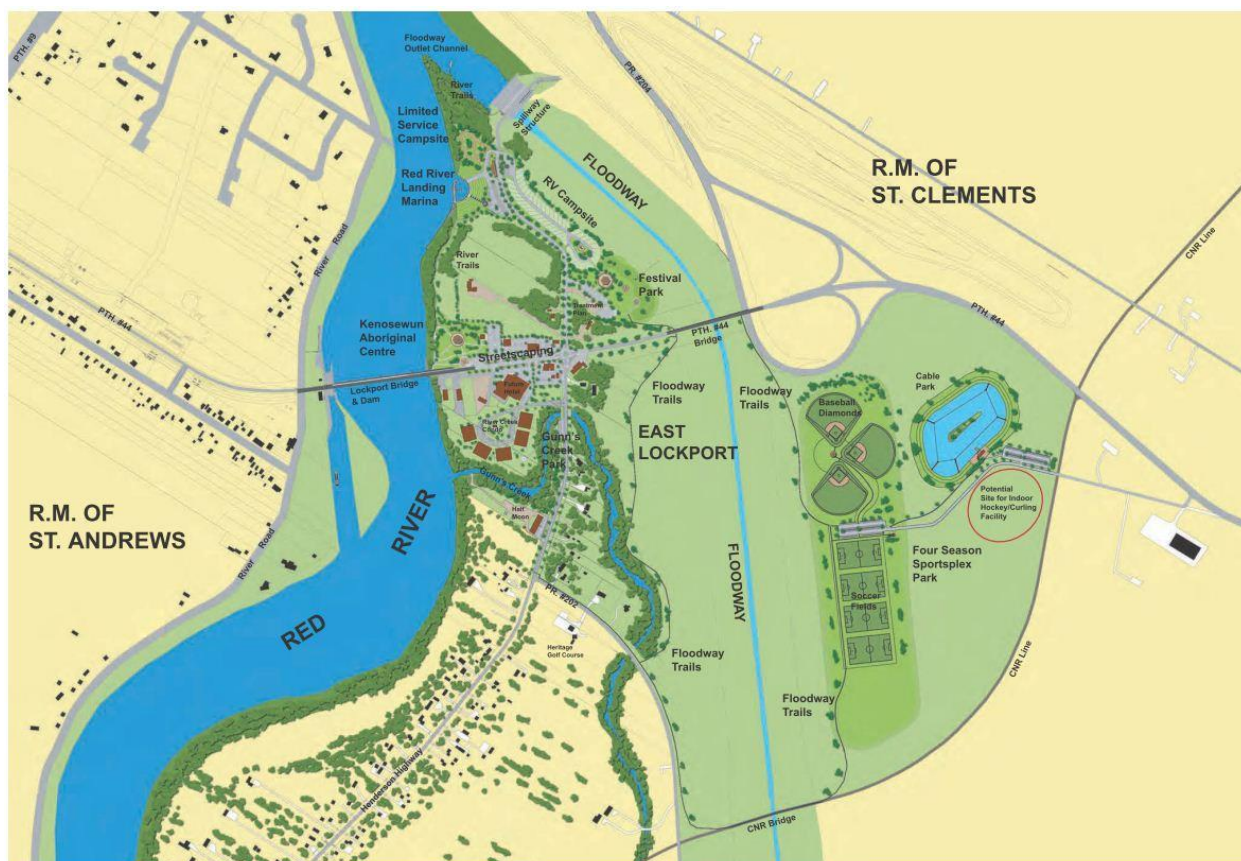 PTH. #9
Floodway
Outlet Channel
River
Trails
Spillway
Structure
PR. #204
Limited
Service
Campsite
FLOODWAY
R.M. OF
ST. CLEMENTS
Red River
Landing
Marina
RV Campsite
CNR Line
River Road
River
Trails
Festival
Park
Treatment
Plan
PTH. #44
PTH. #44
Kenosewun
Aboriginal
Centre
Streetscaping
PTH. #44
Bridge
Lockport Bridge
& Dam
Future
Hotel
Floodway
Trails
Floodway
Trails
Cable
Park
Baseball
Diamonds
River
Gunn's
Creek
Park
EAST
LOCKPORT
Gunn's Creek
Potential
Site for Indoor
Hockey/Curling
Facility
Half
Moon
R.M. OF
ST. ANDREWS
RED RIVER
River Road
FLOODWAY
Four Season
Sportsplex
Park
Soccer
Fields
PR. #202
Heritage
Golf Course
Floodway
Trails
Floodway
Trails
CNR Line
Henderson Highway
CNR Bridge